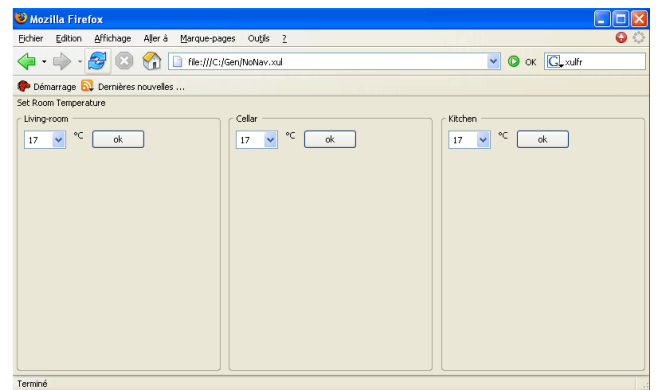 Mozilla Firefox
Fichier Edition Affichage Aller à Marque-pages Outils ?
file:///C:/Gen/NoNav.xul OK G xulfr
Démarrage Dernières nouvelles ...
Set Room Temperature
Living-room Cellar Kitchen
17 °C ok 17 °C ok 17 °C ok
Terminé